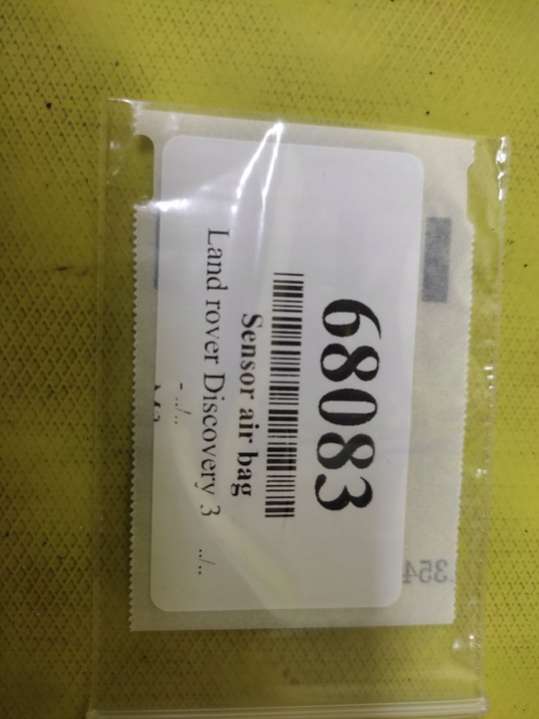 68083
Sensor air bag
Land rover Discovery 3 ../..
- ../..
354